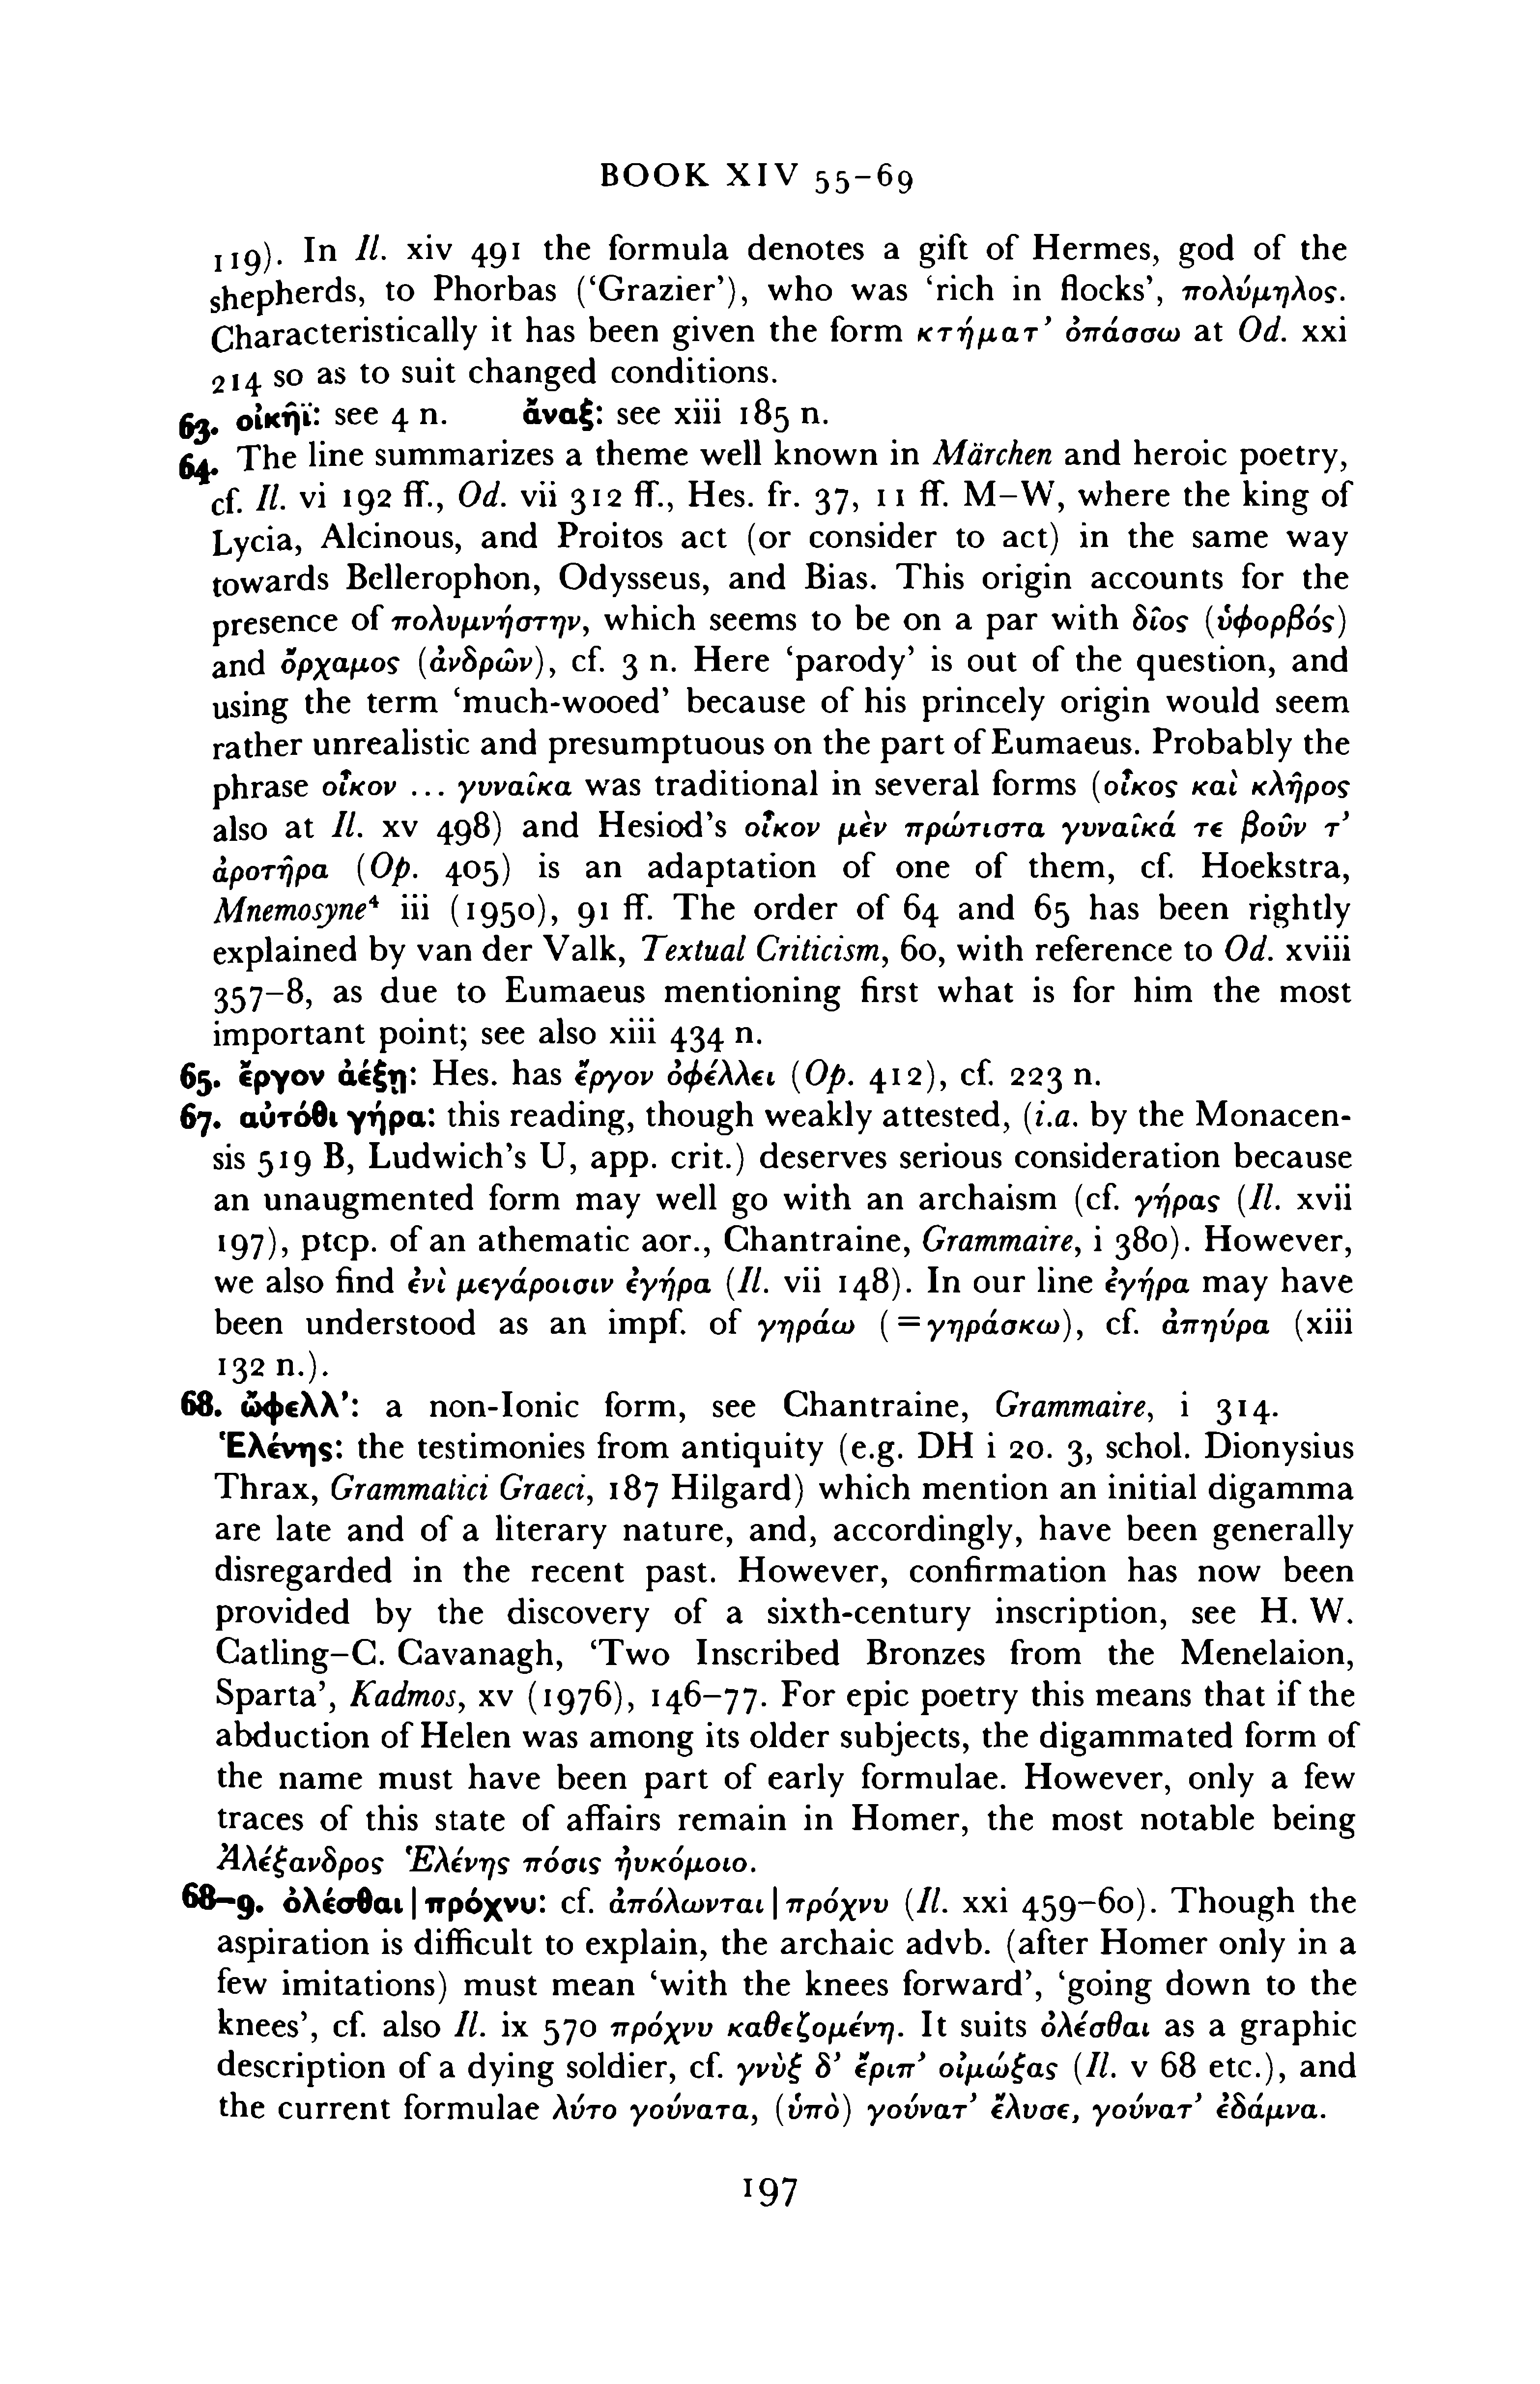 BOOK XIV 55–69
119). In Il. xiv 491 the formula denotes a gift of Hermes, god of the
shepherds, to Phorbas (‘Grazier’), who was ‘rich in flocks’, πολύμηλος.
Characteristically it has been given the form κτήματ’ ὀπάσσω at Od. xxi
214 so as to suit changed conditions.
63. οἰκῆϊ: see 4 n. ἄναξ: see xiii 185 n.
64. The line summarizes a theme well known in Märchen and heroic poetry,
cf. Il. vi 192 ff., Od. vii 312 ff., Hes. fr. 37, 11 ff. M–W, where the king of
Lycia, Alcinous, and Proitos act (or consider to act) in the same way
towards Bellerophon, Odysseus, and Bias. This origin accounts for the
presence of πολυμνήστην, which seems to be on a par with δῖος (ὑφορβός)
and ὄρχαμος (ἀνδρῶν), cf. 3 n. Here ‘parody’ is out of the question, and
using the term ‘much-wooed’ because of his princely origin would seem
rather unrealistic and presumptuous on the part of Eumaeus. Probably the
phrase οἶκον ... γυναῖκα was traditional in several forms (οἶκος καὶ κλῆρος
also at Il. xv 498) and Hesiod’s οἶκον μὲν πρώτιστα γυναῖκά τε βοῦν τ’
ἀροτῆρα (Op. 405) is an adaptation of one of them, cf. Hoekstra,
Mnemosyne⁴ iii (1950), 91 ff. The order of 64 and 65 has been rightly
explained by van der Valk, Textual Criticism, 60, with reference to Od. xviii
357–8, as due to Eumaeus mentioning first what is for him the most
important point; see also xiii 434 n.
65. ἔργον ἀέξῃ: Hes. has ἔργον ὀφέλλει (Op. 412), cf. 223 n.
67. αὐτόθι γήρα: this reading, though weakly attested, (i.a. by the Monacen-
sis 519 B, Ludwich’s U, app. crit.) deserves serious consideration because
an unaugmented form may well go with an archaism (cf. γήρας (Il. xvii
197), ptcp. of an athematic aor., Chantraine, Grammaire, i 380). However,
we also find ἐνὶ μεγάροισιν ἐγήρα (Il. vii 148). In our line ἐγήρα may have
been understood as an impf. of γηράω (=γηράσκω), cf. ἀπηύρα (xiii
132 n.).
68. ὤφελλ’: a non-Ionic form, see Chantraine, Grammaire, i 314.
Ἑλένης: the testimonies from antiquity (e.g. DH i 20. 3, schol. Dionysius
Thrax, Grammatici Graeci, 187 Hilgard) which mention an initial digamma
are late and of a literary nature, and, accordingly, have been generally
disregarded in the recent past. However, confirmation has now been
provided by the discovery of a sixth-century inscription, see H. W.
Catling–C. Cavanagh, ‘Two Inscribed Bronzes from the Menelaion,
Sparta’, Kadmos, xv (1976), 146–77. For epic poetry this means that if the
abduction of Helen was among its older subjects, the digammated form of
the name must have been part of early formulae. However, only a few
traces of this state of affairs remain in Homer, the most notable being
Ἀλέξανδρος Ἑλένης πόσις ἠυκόμοιο.
68–9. ὀλέσθαι | πρόχνυ: cf. ἀπόλωνται | πρόχνυ (Il. xxi 459–60). Though the
aspiration is difficult to explain, the archaic advb. (after Homer only in a
few imitations) must mean ‘with the knees forward’, ‘going down to the
knees’, cf. also Il. ix 570 πρόχνυ καθεζομένη. It suits ὀλέσθαι as a graphic
description of a dying soldier, cf. γνὺξ δ’ ἔριπ’ οἰμώξας (Il. v 68 etc.), and
the current formulae λύτο γούνατα, (ὑπὸ) γούνατ’ ἔλυσε, γούνατ’ ἐδάμνα.
197